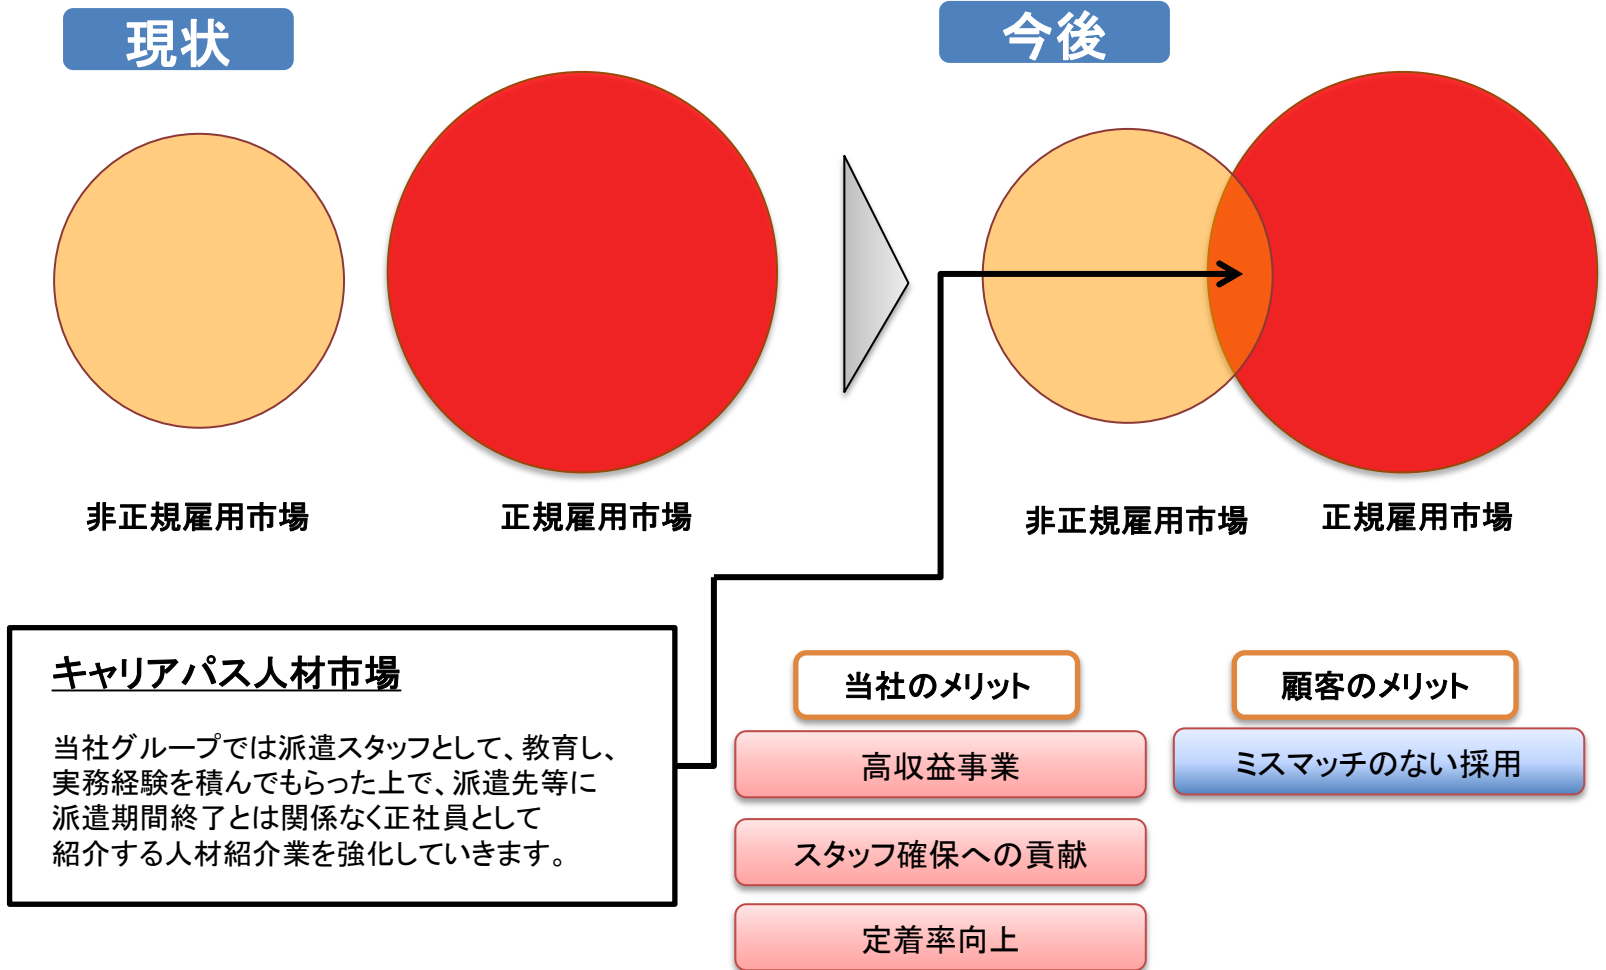 現状
今後
非正規雇用市場
正規雇用市場
非正規雇用市場
正規雇用市場
キャリアパス人材市場
当社グループでは派遣スタッフとして、教育し、
実務経験を積んでもらった上で、派遣先等に
派遣期間終了とは関係なく正社員として
紹介する人材紹介業を強化していきます。
当社のメリット
高収益事業
スタッフ確保への貢献
定着率向上
顧客のメリット
ミスマッチのない採用